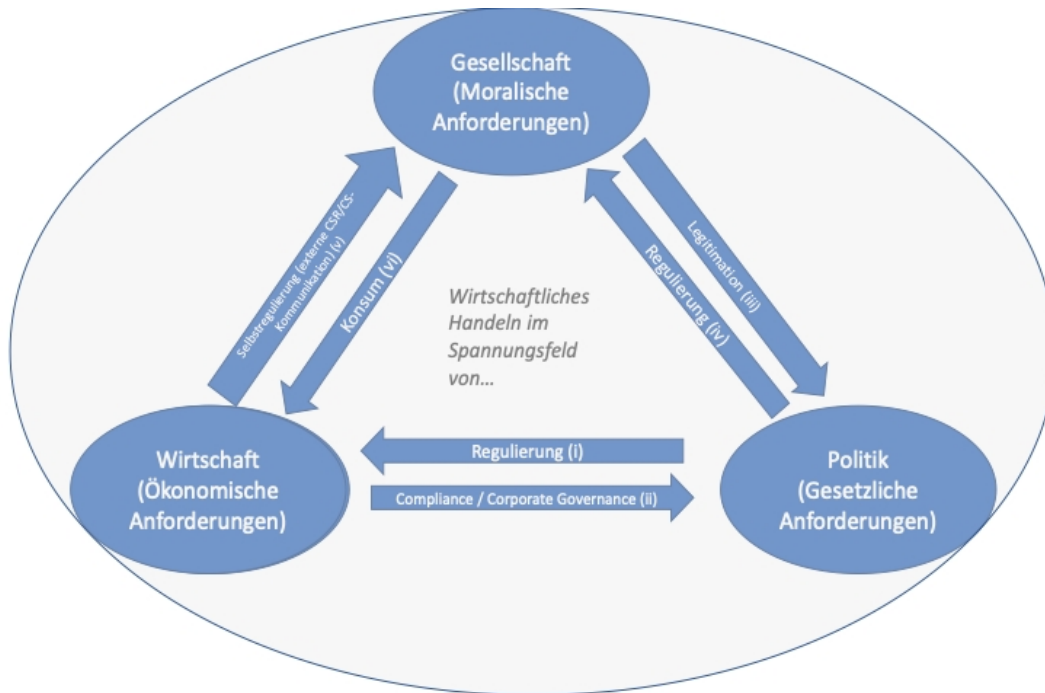 Gesellschaft
(Moralische
Anforderungen)
Selbstregulierung (externe CSR/CS-
Kommunikation) (v)
Konsum (vi)
Legitimation (iii)
Regulierung (iv)
Wirtschaftliches
Handeln im
Spannungsfeld
von...
Wirtschaft
(Ökonomische
Anforderungen)
Regulierung (i)
Compliance / Corporate Governance (ii)
Politik
(Gesetzliche
Anforderungen)